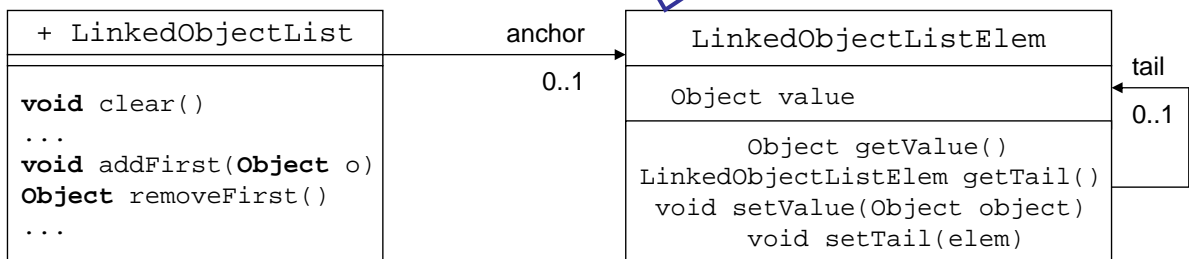 + LinkedObjectList
void clear()
...
void addFirst(Object o)
Object removeFirst()
...
anchor
0..1
LinkedObjectListElem
Object value
Object getValue()
LinkedObjectListElem getTail()
void setValue(Object object)
void setTail(elem)
tail
0..1